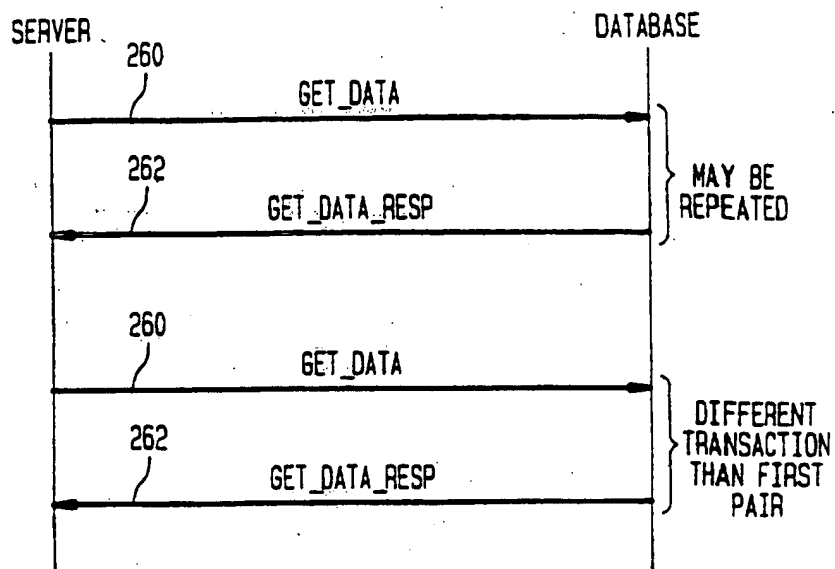 SERVER
DATABASE
260
GET_DATA
262
GET_DATA_RESP
MAY BE
REPEATED
260
GET_DATA
262
GET_DATA_RESP
DIFFERENT
TRANSACTION
THAN FIRST
PAIR